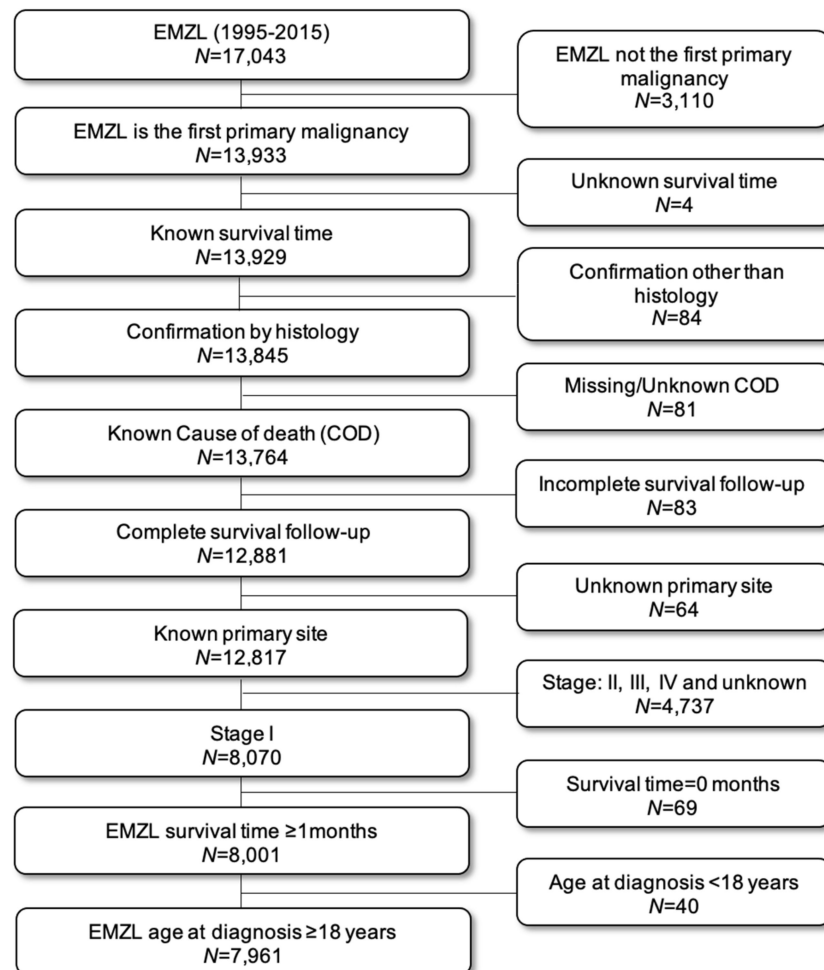 EMZL (1995-2015)
N=17,043
EMZL not the first primary
malignancy
N=3,110
EMZL is the first primary malignancy
N=13,933
Unknown survival time
N=4
Known survival time
N=13,929
Confirmation other than
histology
N=84
Confirmation by histology
N=13,845
Missing/Unknown COD
N=81
Known Cause of death (COD)
N=13,764
Incomplete survival follow-up
N=83
Complete survival follow-up
N=12,881
Unknown primary site
N=64
Known primary site
N=12,817
Stage: II, III, IV and unknown
N=4,737
Stage I
N=8,070
Survival time=0 months
N=69
EMZL survival time ≥1months
N=8,001
Age at diagnosis <18 years
N=40
EMZL age at diagnosis ≥18 years
N=7,961